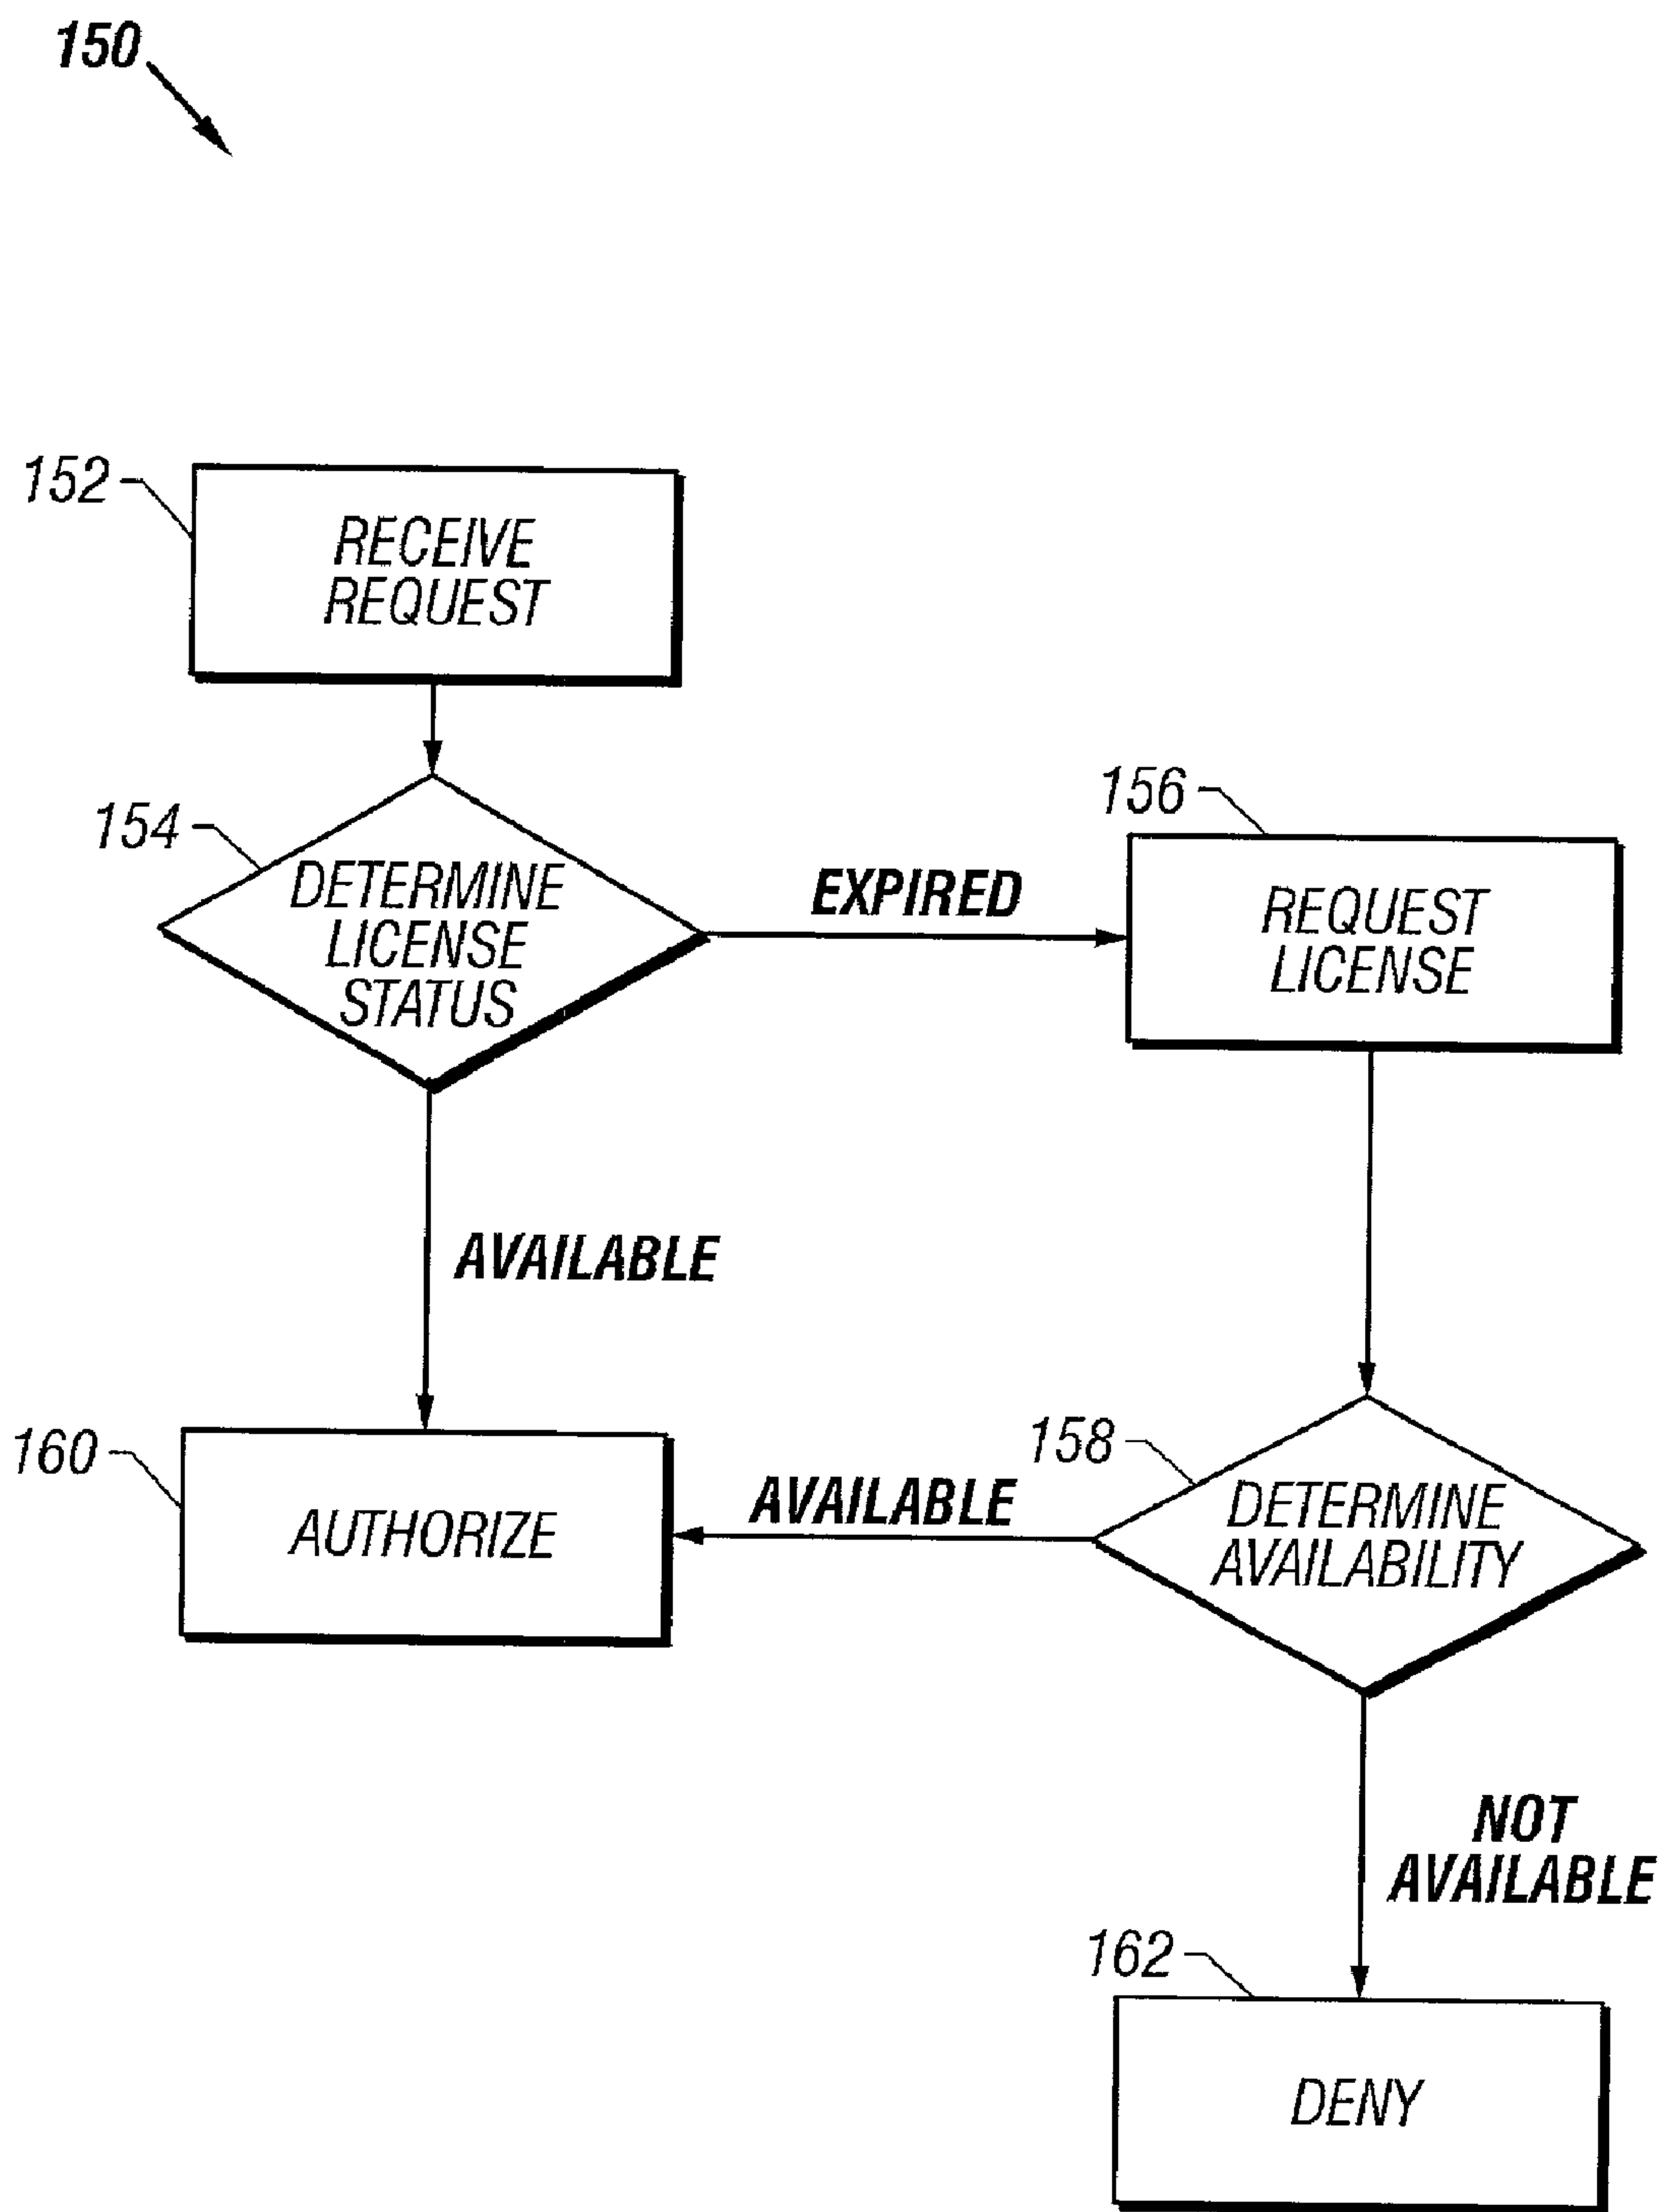 150
152
RECEIVE
REQUEST
154
DETERMINE
LICENSE
STATUS
EXPIRED
156
REQUEST
LICENSE
AVAILABLE
160
AUTHORIZE
AVAILABLE
158
DETERMINE
AVAILABILITY
NOT
AVAILABLE
162
DENY